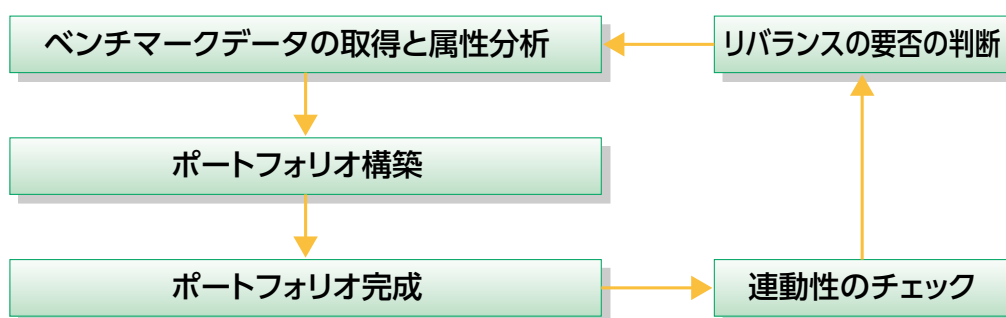 ベンチマークデータの取得と属性分析
リバランスの要否の判断
ポートフォリオ構築
ポートフォリオ完成
連動性のチェック